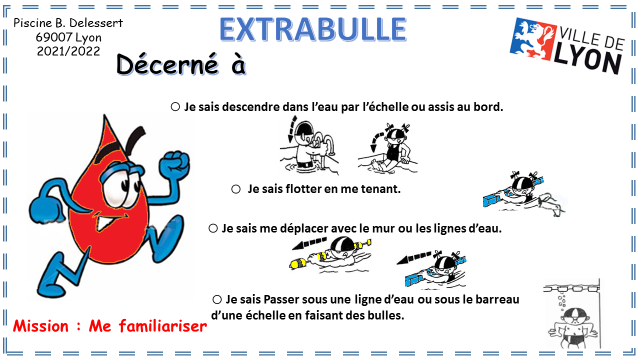 Piscine B. Delessert
69007 Lyon
2021/2022
EXTRABULLE
VILLE DE
LYON
Décerné à
Je sais descendre dans l’eau par l’échelle ou assis au bord.
Je sais flotter en me tenant.
Je sais me déplacer avec le mur ou les lignes d’eau.
Je sais Passer sous une ligne d’eau ou sous le barreau
d’une échelle en faisant des bulles.
Mission : Me familiariser